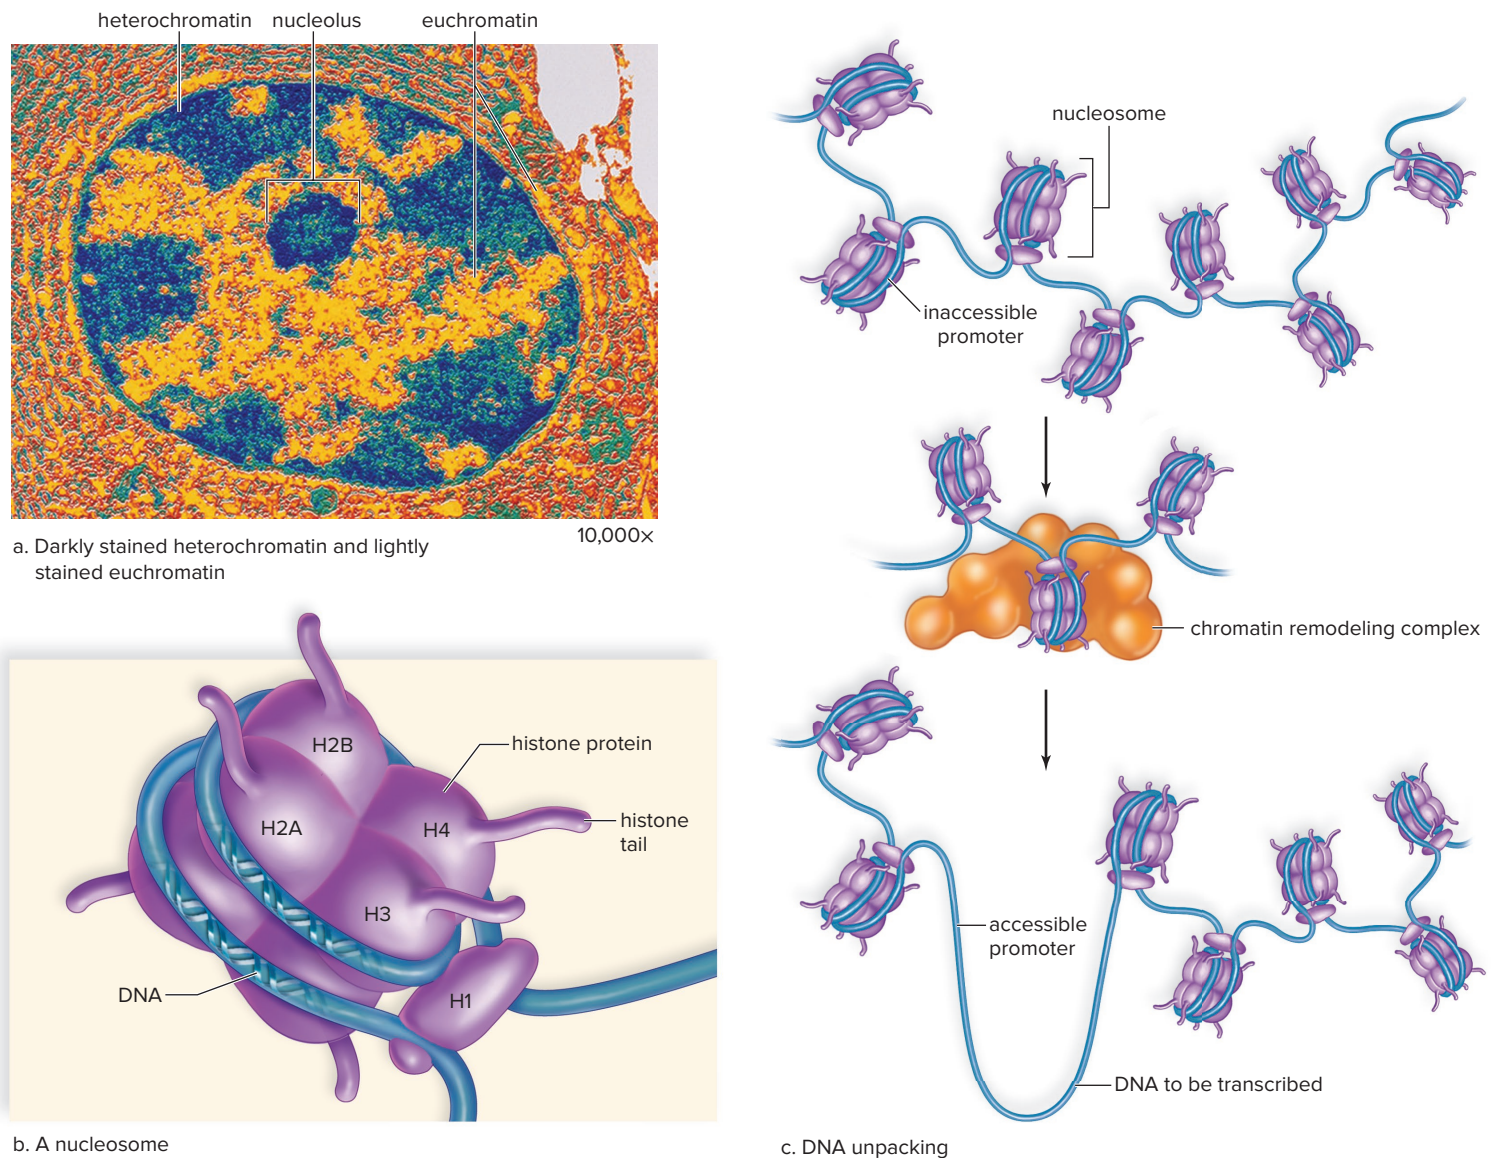 heterochromatin
nucleolus
euchromatin
10,000×
a. Darkly stained heterochromatin and lightly
stained euchromatin
H2B
H2A
H4
H3
H1
histone protein
histone
tail
DNA
b. A nucleosome
nucleosome
inaccessible
promoter
chromatin remodeling complex
accessible
promoter
DNA to be transcribed
c. DNA unpacking